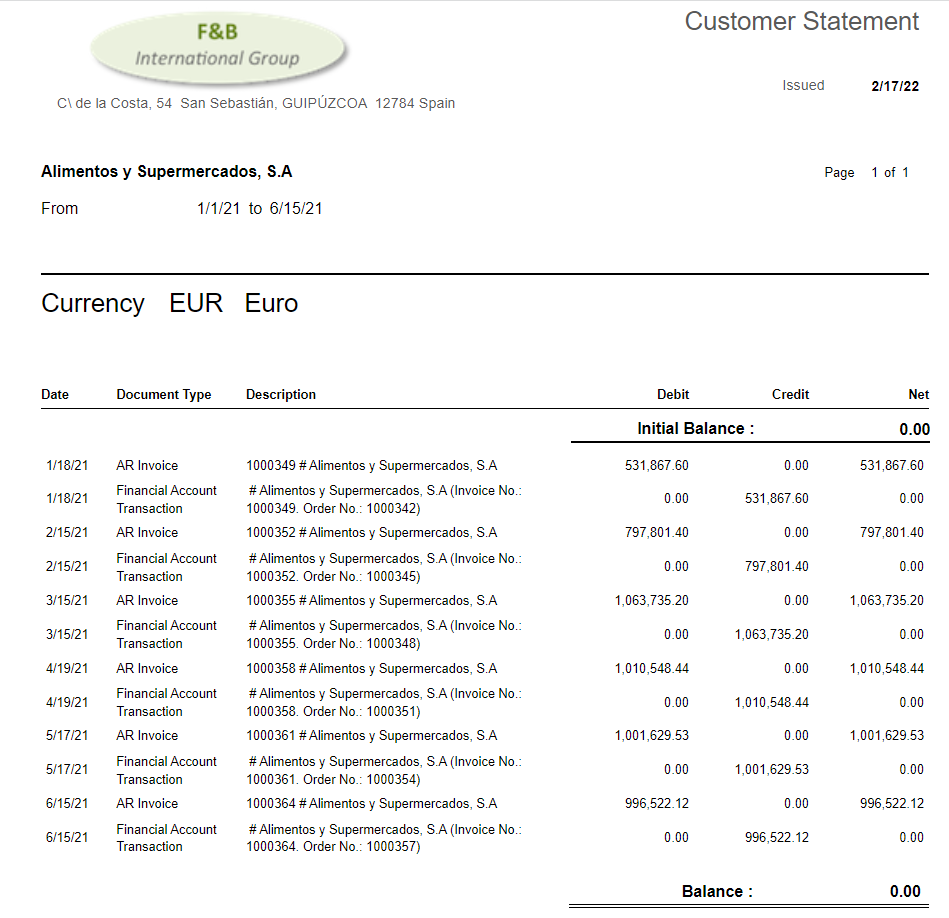 F&B
International Group
Customer Statement
Issued 2/17/22
C\ de la Costa, 54 San Sebastián, GUIPÚZCOA 12784 Spain
Alimentos y Supermercados, S.A
Page 1 of 1
From 1/1/21 to 6/15/21
Currency EUR Euro
Date Document Type Description Debit Credit Net
Initial Balance : 0.00
1/18/21 AR Invoice 1000349 # Alimentos y Supermercados, S.A 531,867.60 0.00 531,867.60
1/18/21 Financial Account Transaction # Alimentos y Supermercados, S.A (Invoice No.: 1000349. Order No.: 1000342) 0.00 531,867.60 0.00
2/15/21 AR Invoice 1000352 # Alimentos y Supermercados, S.A 797,801.40 0.00 797,801.40
2/15/21 Financial Account Transaction # Alimentos y Supermercados, S.A (Invoice No.: 1000352. Order No.: 1000345) 0.00 797,801.40 0.00
3/15/21 AR Invoice 1000355 # Alimentos y Supermercados, S.A 1,063,735.20 0.00 1,063,735.20
3/15/21 Financial Account Transaction # Alimentos y Supermercados, S.A (Invoice No.: 1000355. Order No.: 1000348) 0.00 1,063,735.20 0.00
4/19/21 AR Invoice 1000358 # Alimentos y Supermercados, S.A 1,010,548.44 0.00 1,010,548.44
4/19/21 Financial Account Transaction # Alimentos y Supermercados, S.A (Invoice No.: 1000358. Order No.: 1000351) 0.00 1,010,548.44 0.00
5/17/21 AR Invoice 1000361 # Alimentos y Supermercados, S.A 1,001,629.53 0.00 1,001,629.53
5/17/21 Financial Account Transaction # Alimentos y Supermercados, S.A (Invoice No.: 1000361. Order No.: 1000354) 0.00 1,001,629.53 0.00
6/15/21 AR Invoice 1000364 # Alimentos y Supermercados, S.A 996,522.12 0.00 996,522.12
6/15/21 Financial Account Transaction # Alimentos y Supermercados, S.A (Invoice No.: 1000364. Order No.: 1000357) 0.00 996,522.12 0.00
Balance : 0.00